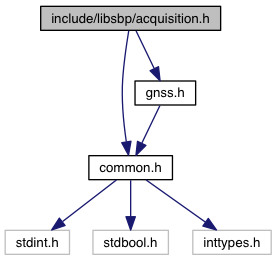 include/libsbp/acquisition.h
gnss.h
common.h
stdint.h
stdbool.h
inttypes.h